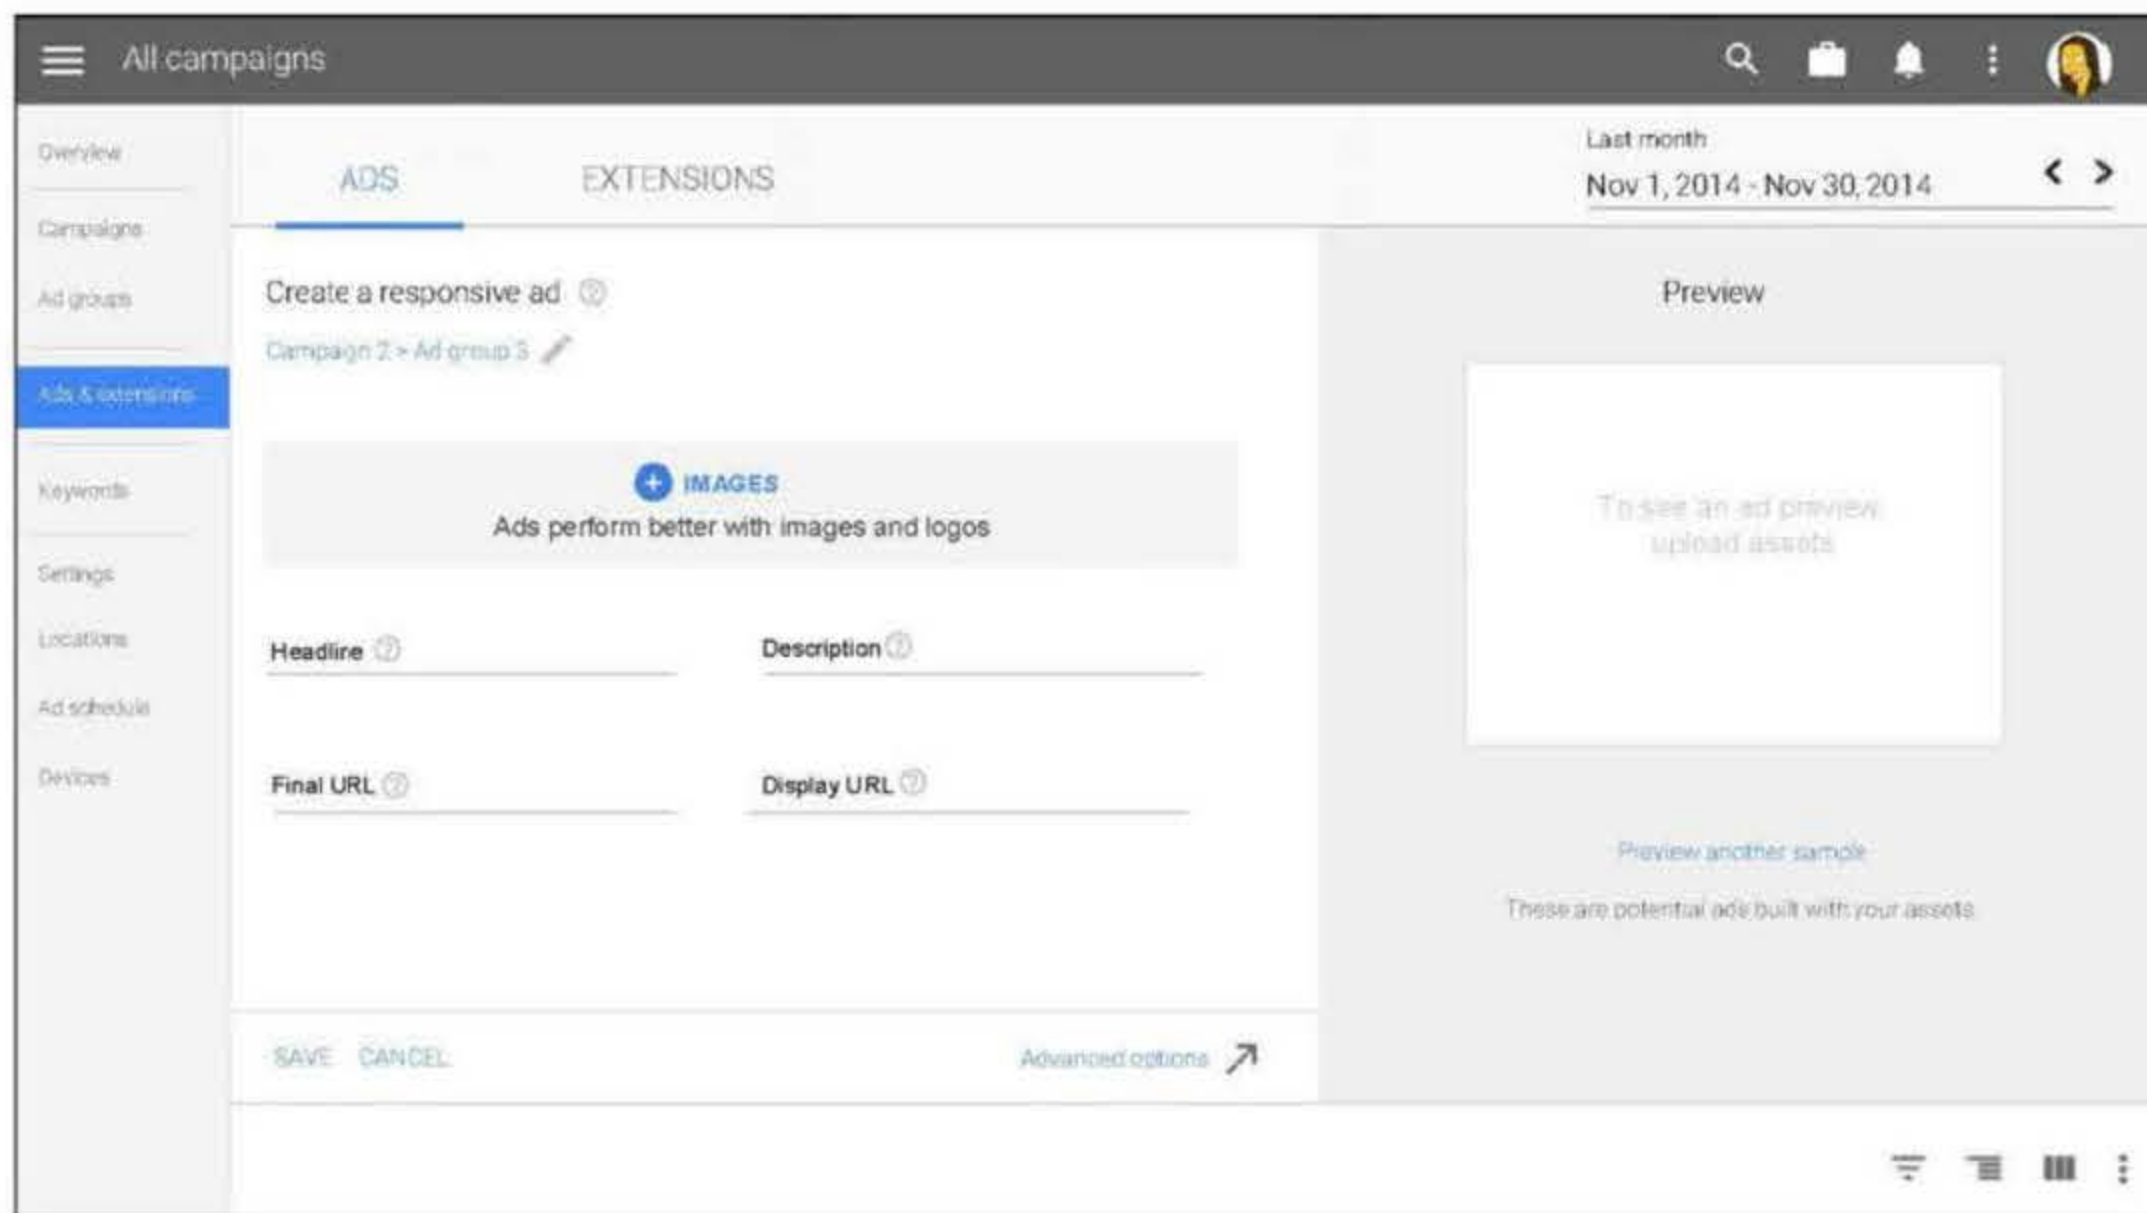 All campaigns
Overview
Campaigns
Ad groups
Ads & extensions
Keywords
Settings
Locations
Ad schedule
Devices
ADS
EXTENSIONS
Last month
Nov 1, 2014 - Nov 30, 2014
Create a responsive ad
Campaign 2 > Ad group 3
IMAGES
Ads perform better with images and logos
Headline
Description
Final URL
Display URL
SAVE
CANCEL
Advanced options
Preview
To see an ad preview
upload assets
Preview another sample
These are potential ads built with your assets